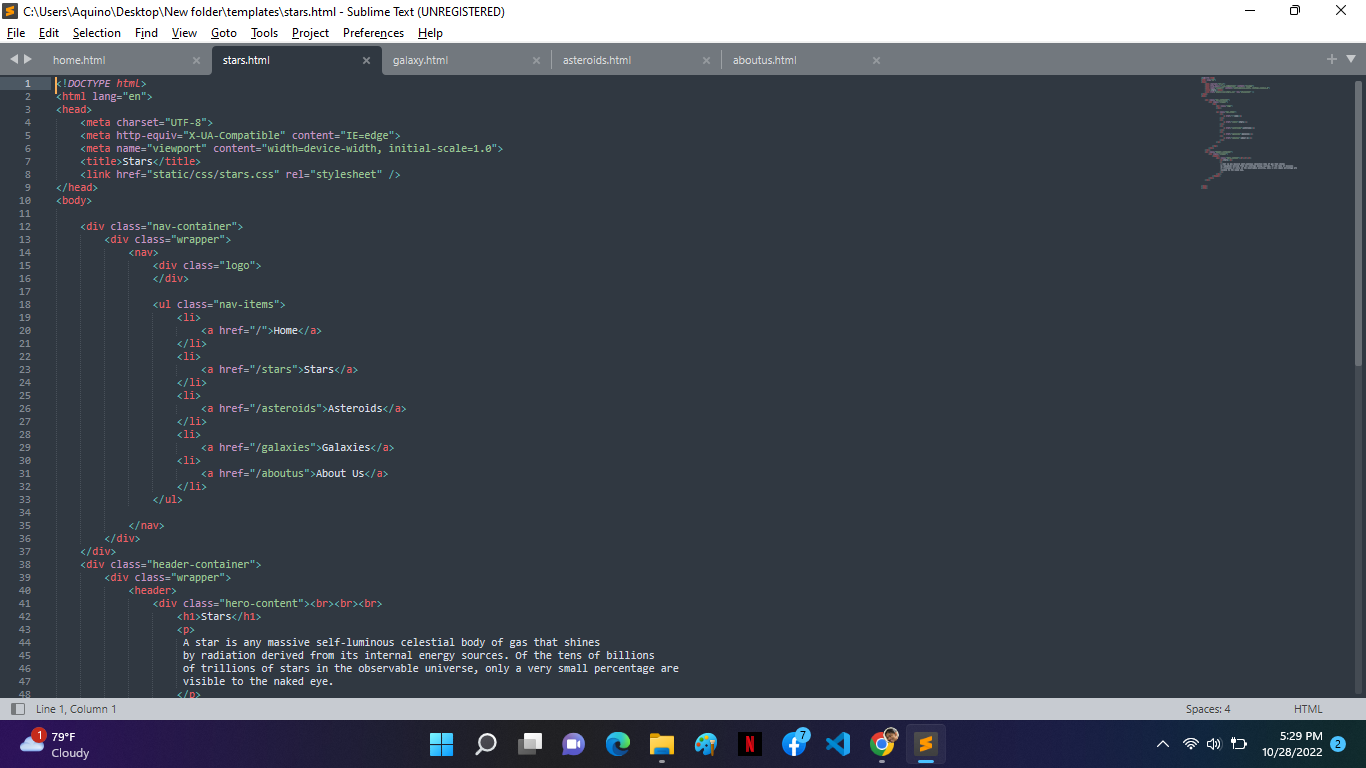 C:\Users\Aquino\Desktop\New folder\templates\stars.html - Sublime Text (UNREGISTERED)
File Edit Selection Find View Goto Tools Project Preferences Help
home.html × stars.html × galaxy.html × asteroids.html × aboutus.html ×
1 <!DOCTYPE html>
2 <html lang="en">
3 <head>
4 <meta charset="UTF-8">
5 <meta http-equiv="X-UA-Compatible" content="IE=edge">
6 <meta name="viewport" content="width=device-width, initial-scale=1.0">
7 <title>Stars</title>
8 <link href="static/css/stars.css" rel="stylesheet" />
9 </head>
10 <body>
11
12 <div class="nav-container">
13 <div class="wrapper">
14 <nav>
15 <div class="logo">
16 </div>
17
18 <ul class="nav-items">
19 <li>
20 <a href="/">Home</a>
21 </li>
22 <li>
23 <a href="/stars">Stars</a>
24 </li>
25 <li>
26 <a href="/asteroids">Asteroids</a>
27 </li>
28 <li>
29 <a href="/galaxies">Galaxies</a>
30 <li>
31 <a href="/aboutus">About Us</a>
32 </li>
33 </ul>
34
35 </nav>
36 </div>
37 </div>
38 <div class="header-container">
39 <div class="wrapper">
40 <header>
41 <div class="hero-content"><br><br><br>
42 <h1>Stars</h1>
43 <p>
44 A star is any massive self-luminous celestial body of gas that shines
45 by radiation derived from its internal energy sources. Of the tens of billions
46 of trillions of stars in the observable universe, only a very small percentage are
47 visible to the naked eye.
48 </p>
Line 1, Column 1 Spaces: 4 HTML
1 79°F
Cloudy
N
7
5:29 PM
10/28/2022
2